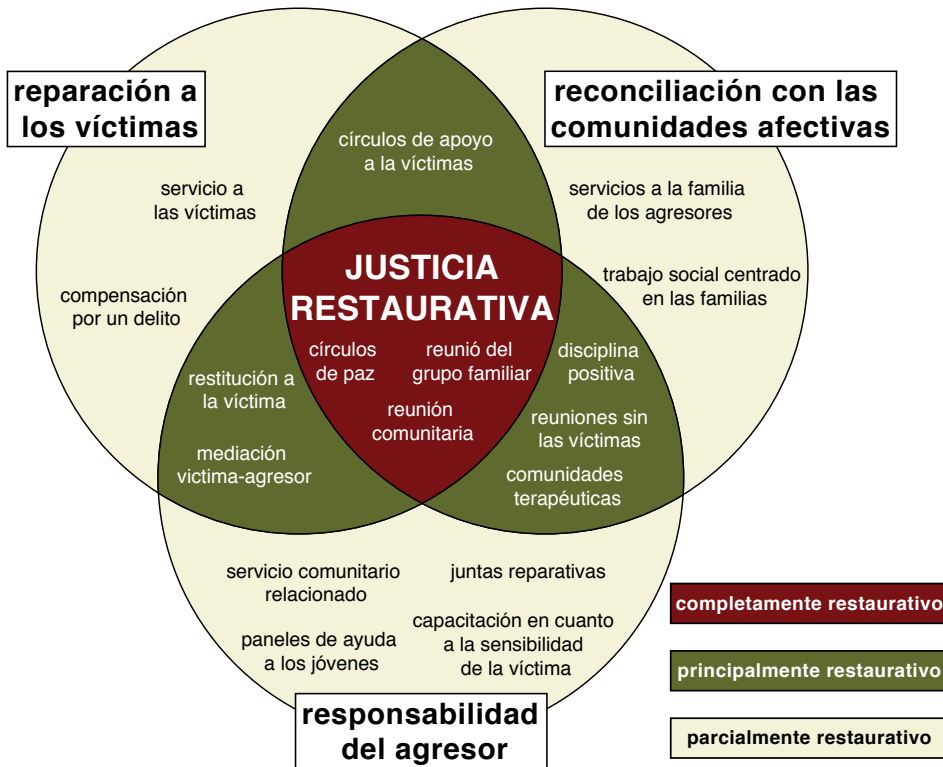 reparación a
los víctimas
reconciliación con las
comunidades afectivas
círculos de apoyo
a la víctimas
servicio a
las víctimas
servicios a la familia
de los agresores
compensación
por un delito
trabajo social centrado
en las familias
JUSTICIA
RESTAURATIVA
círculos
de paz
reunió del
grupo familiar
reunión
comunitaria
disciplina
positiva
reuniones sin
las víctimas
comunidades
terapéuticas
restitución a
la víctima
mediación
victima-agresor
servicio comunitario
relacionado
juntas reparativas
paneles de ayuda
a los jóvenes
capacitación en cuanto
a la sensibilidad
de la víctima
responsabilidad
del agresor
completamente restaurativo
principalmente restaurativo
parcialmente restaurativo